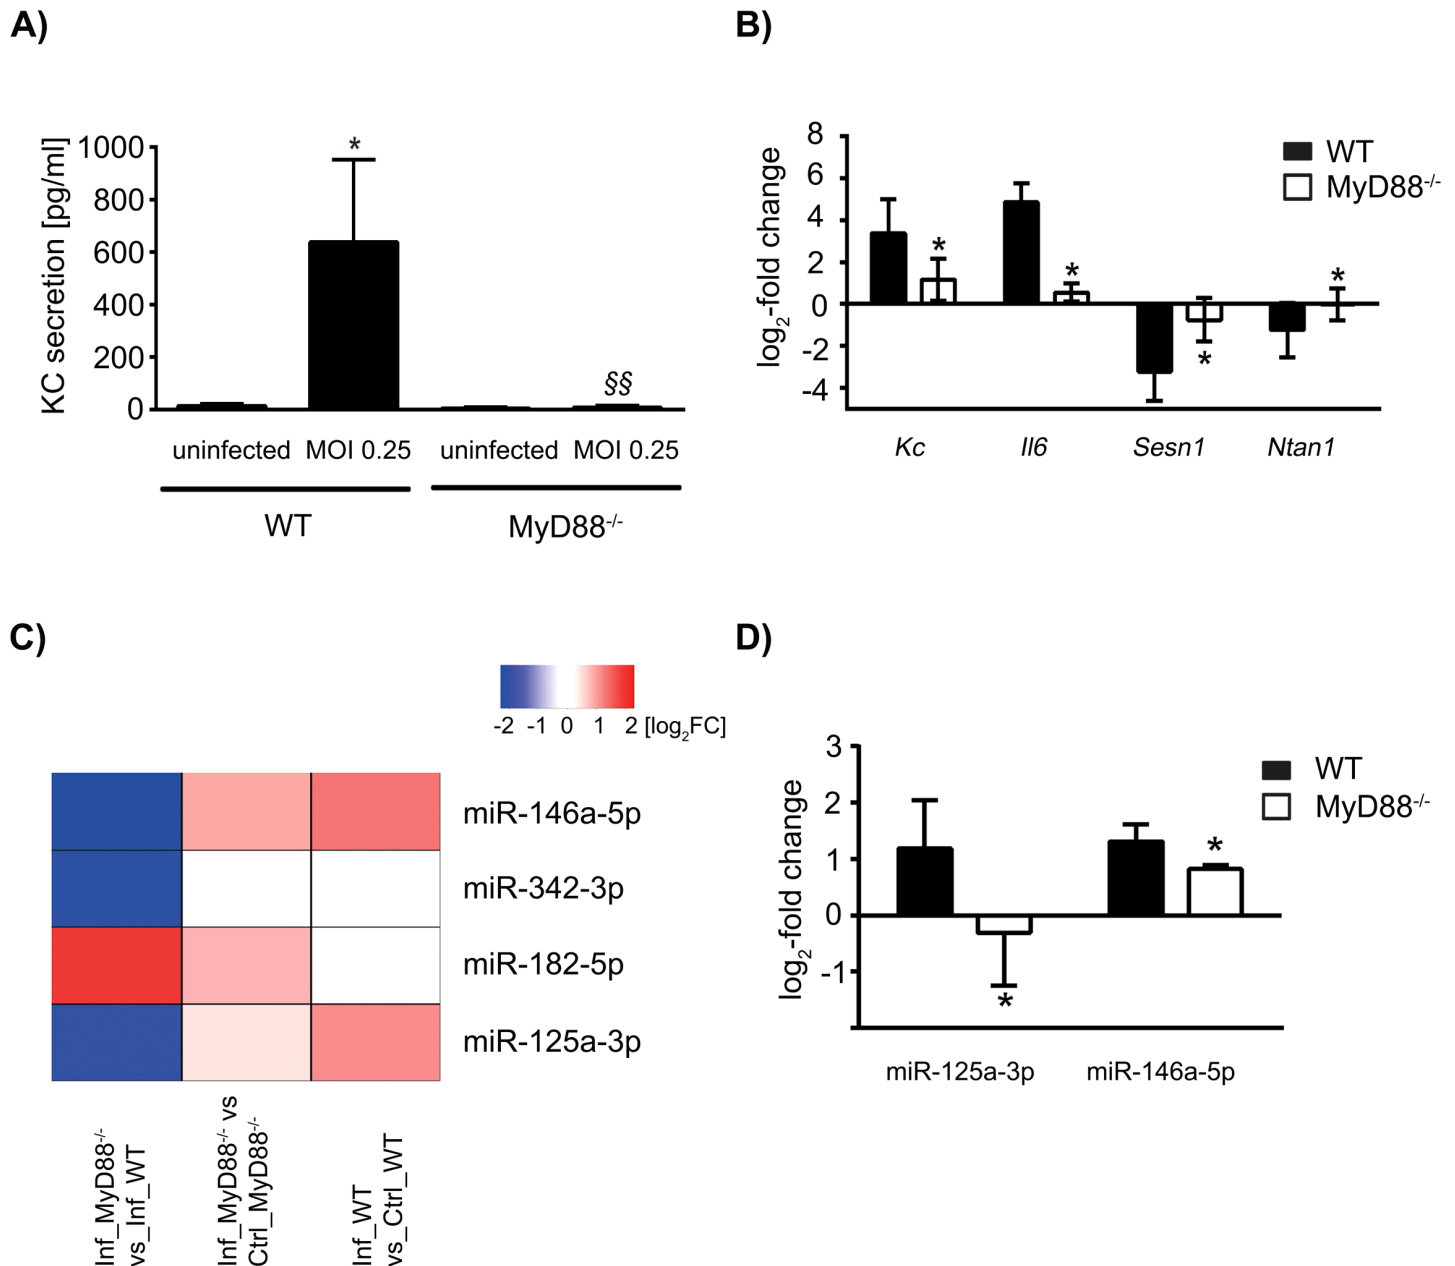 A)
KC secretion [pg/ml]
1000
800
600
400
200
0
*
§§
uninfected MOI 0.25 uninfected MOI 0.25
WT MyD88-/-
B)
log2-fold change
8
6
4
2
0
-2
-4
WT
MyD88-/-
* * * *
Kc Il6 Sesn1 Ntan1
C)
-2 -1 0 1 2 [log2FC]
miR-146a-5p
miR-342-3p
miR-182-5p
miR-125a-3p
Inf_MyD88-/-
vs_Inf_WT
Inf_MyD88-/- vs
Ctrl_MyD88-/-
Inf_WT
vs_Ctrl_WT
D)
log2-fold change
3
2
1
0
-1
WT
MyD88-/-
* *
miR-125a-3p miR-146a-5p